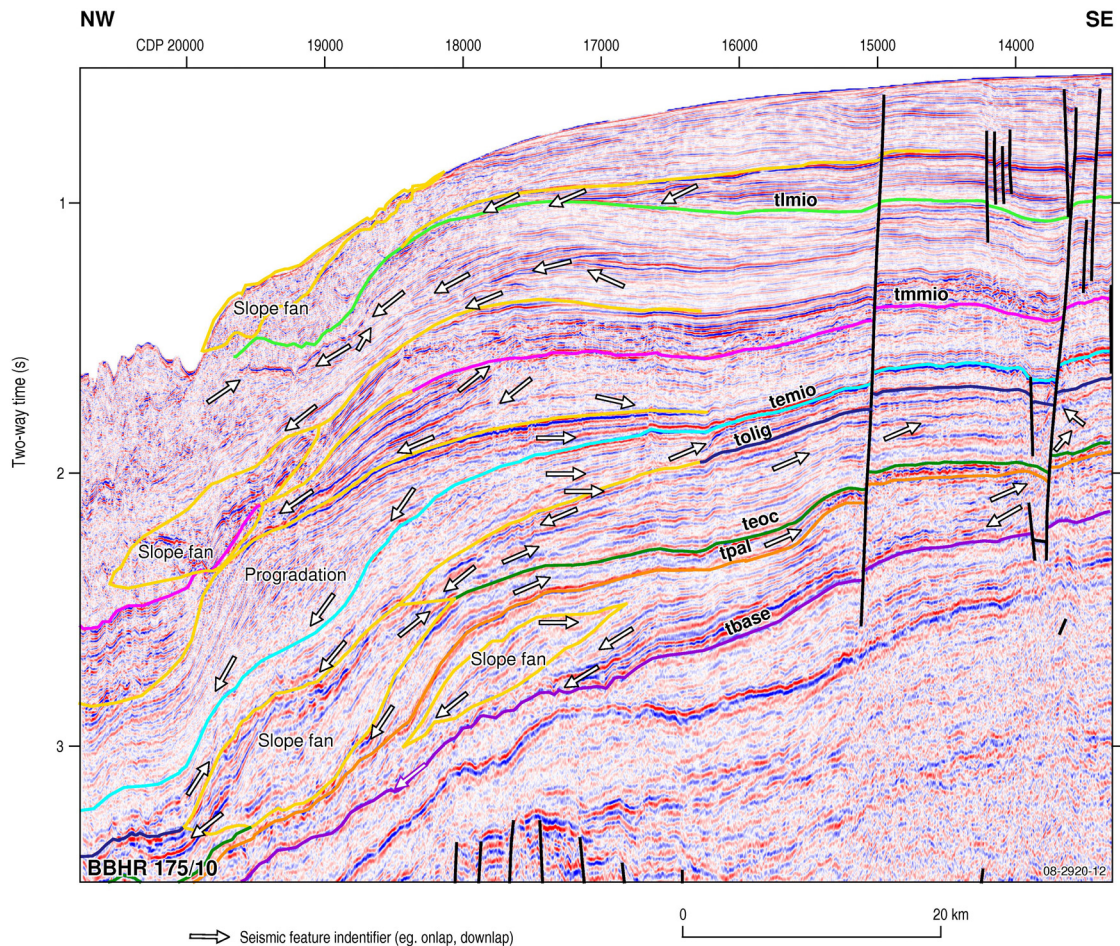 NW SE
CDP 20000 19000 18000 17000 16000 15000 14000
Two-way time (s)
1
2
3
tlmio
Slope fan
tmmio
temio
tolig
teoc
tpal
Slope fan
Progradation
tbase
Slope fan
Slope fan
BBHR 175/10
08-2920-12
0 20 km
Seismic feature indentifier (eg. onlap, downlap)